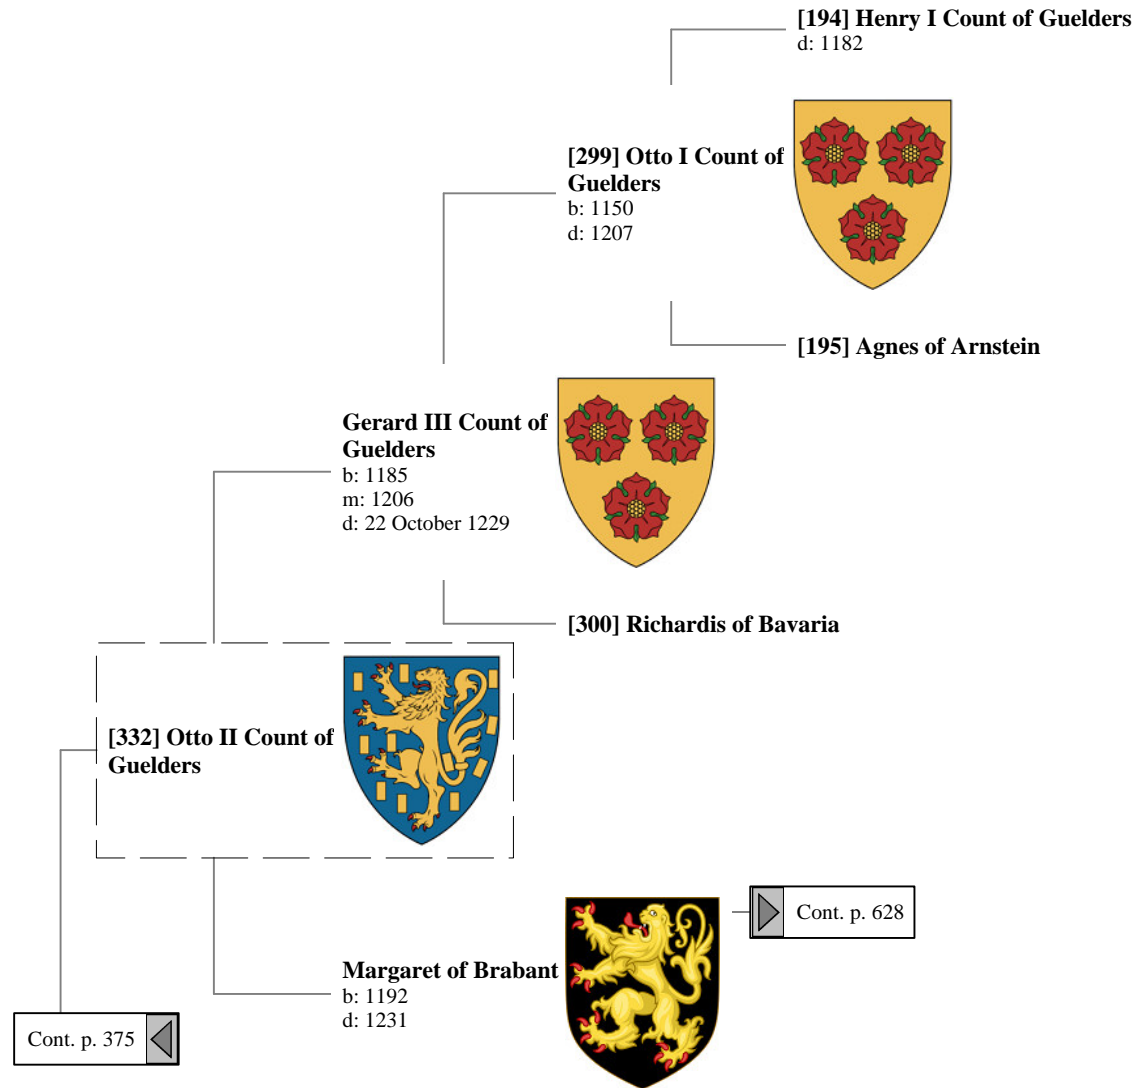 [194] Henry I Count of Guelders
d: 1182
[299] Otto I Count of
Guelders
b: 1150
d: 1207
[195] Agnes of Arnstein
Gerard III Count of
Guelders
b: 1185
m: 1206
d: 22 October 1229
[300] Richardis of Bavaria
[332] Otto II Count of
Guelders
Cont. p. 628
Margaret of Brabant
b: 1192
d: 1231
Cont. p. 375